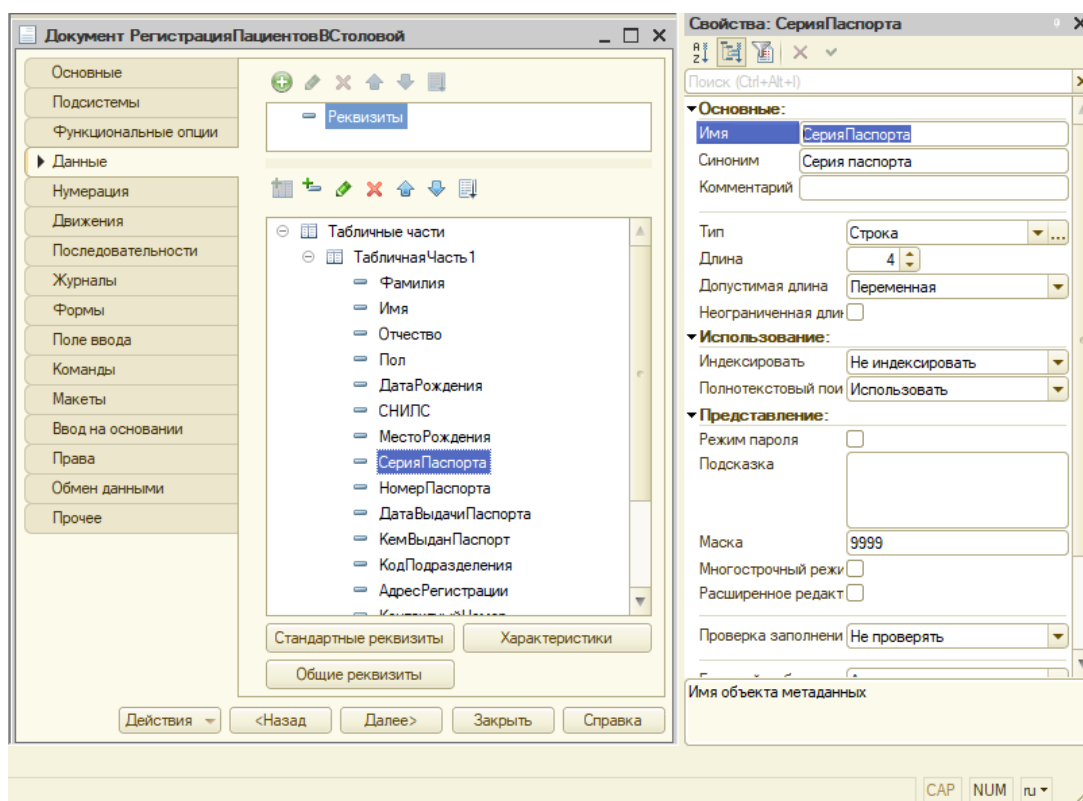 Документ РегистрацияПациентовВСтоловой
Основные
Подсистемы
Функциональные опции
Данные
Нумерация
Движения
Последовательности
Журналы
Формы
Поле ввода
Команды
Макеты
Ввод на основании
Права
Обмен данными
Прочее
Реквизиты
Табличные части
ТабличнаяЧасть1
Фамилия
Имя
Отчество
Пол
ДатаРождения
СНИЛС
МестоРождения
СерияПаспорта
НомерПаспорта
ДатаВыдачиПаспорта
КемВыданПаспорт
КодПодразделения
АдресРегистрации
Стандартные реквизиты
Характеристики
Общие реквизиты
Действия
<Назад
Далее>
Закрыть
Справка
Свойства: СерияПаспорта
Поиск (Ctrl+Alt+I)
Основные:
Имя СерияПаспорта
Синоним Серия паспорта
Комментарий
Тип Строка
Длина 4
Допустимая длина Переменная
Неограниченная длин
Использование:
Индексировать Не индексировать
Полнотекстовый пои Использовать
Представление:
Режим пароля
Подсказка
Маска 9999
Многострочный режи
Расширенное редакт
Проверка заполнени Не проверять
Имя объекта метаданных
CAP NUM ru